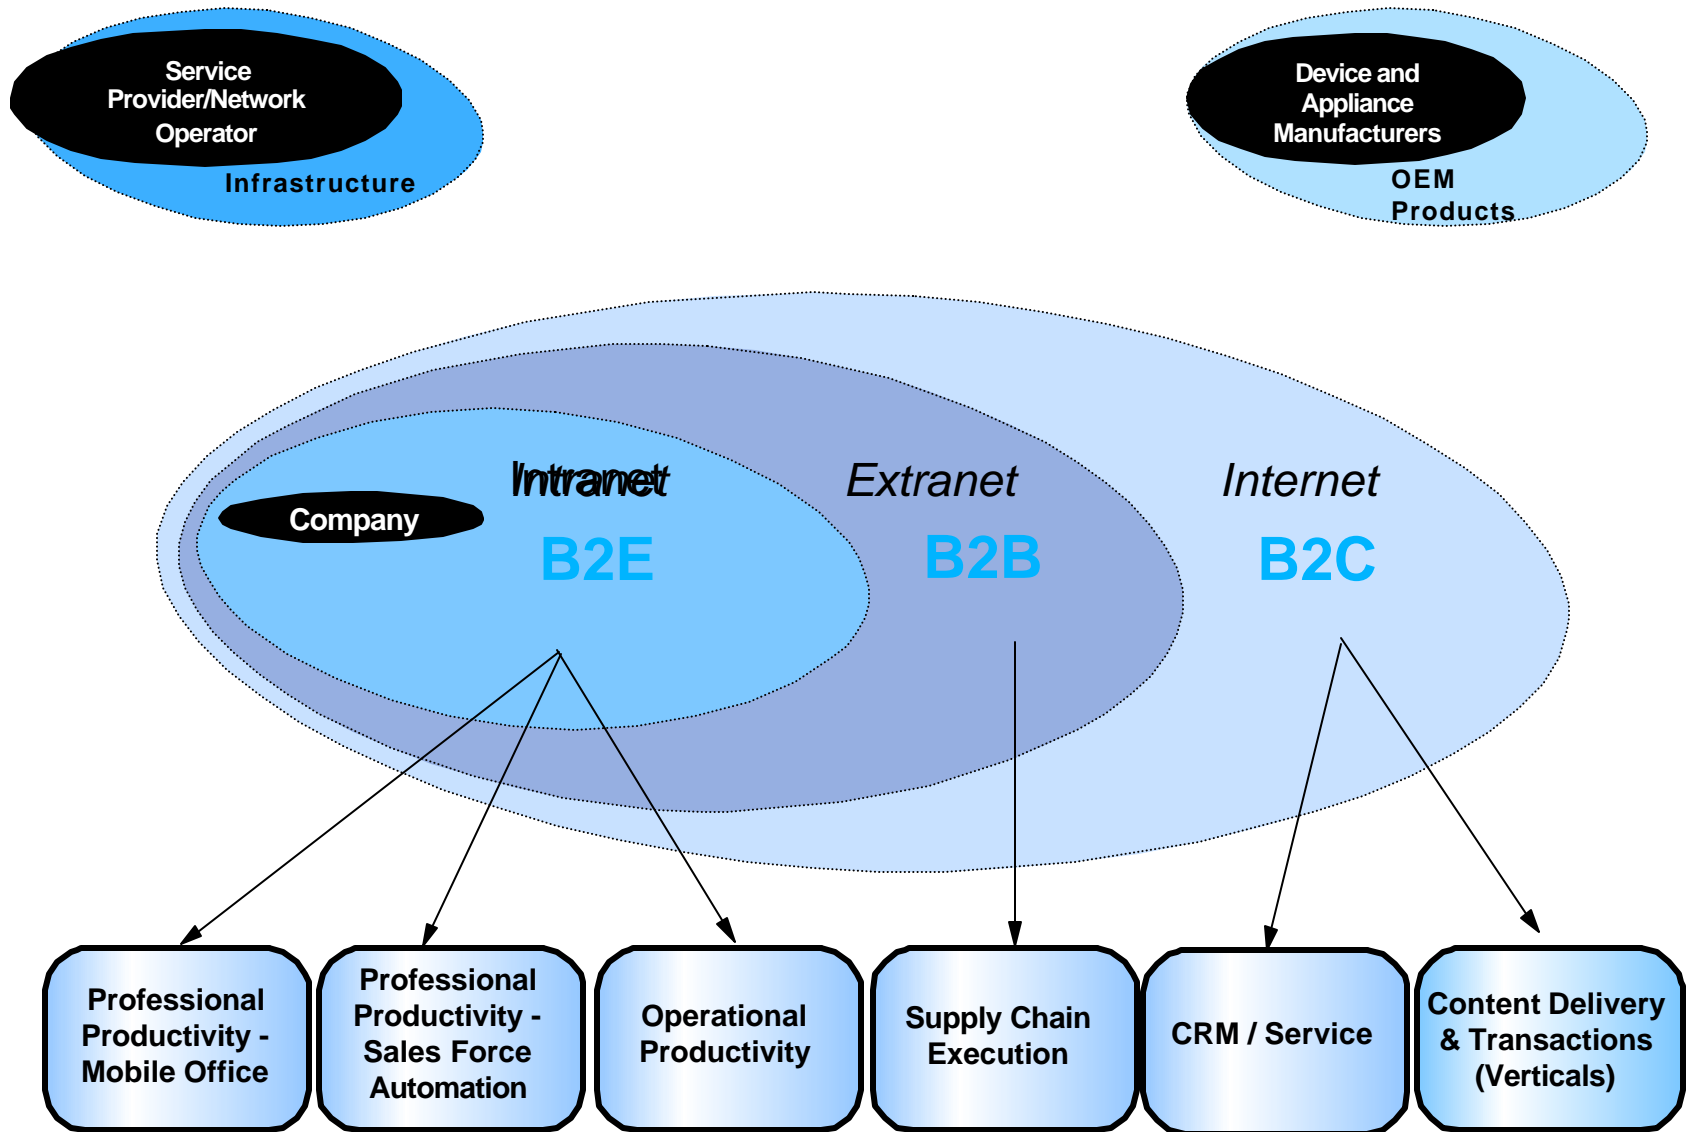 Service
Provider/Network
Operator
Infrastructure
Device and
Appliance
Manufacturers
OEM
Products
Intranet
Intranet
Extranet
Internet
Company
B2E
B2B
B2C
Professional
Productivity -
Mobile Office
Professional
Productivity -
Sales Force
Automation
Operational
Productivity
Supply Chain
Execution
CRM / Service
Content Delivery
& Transactions
(Verticals)